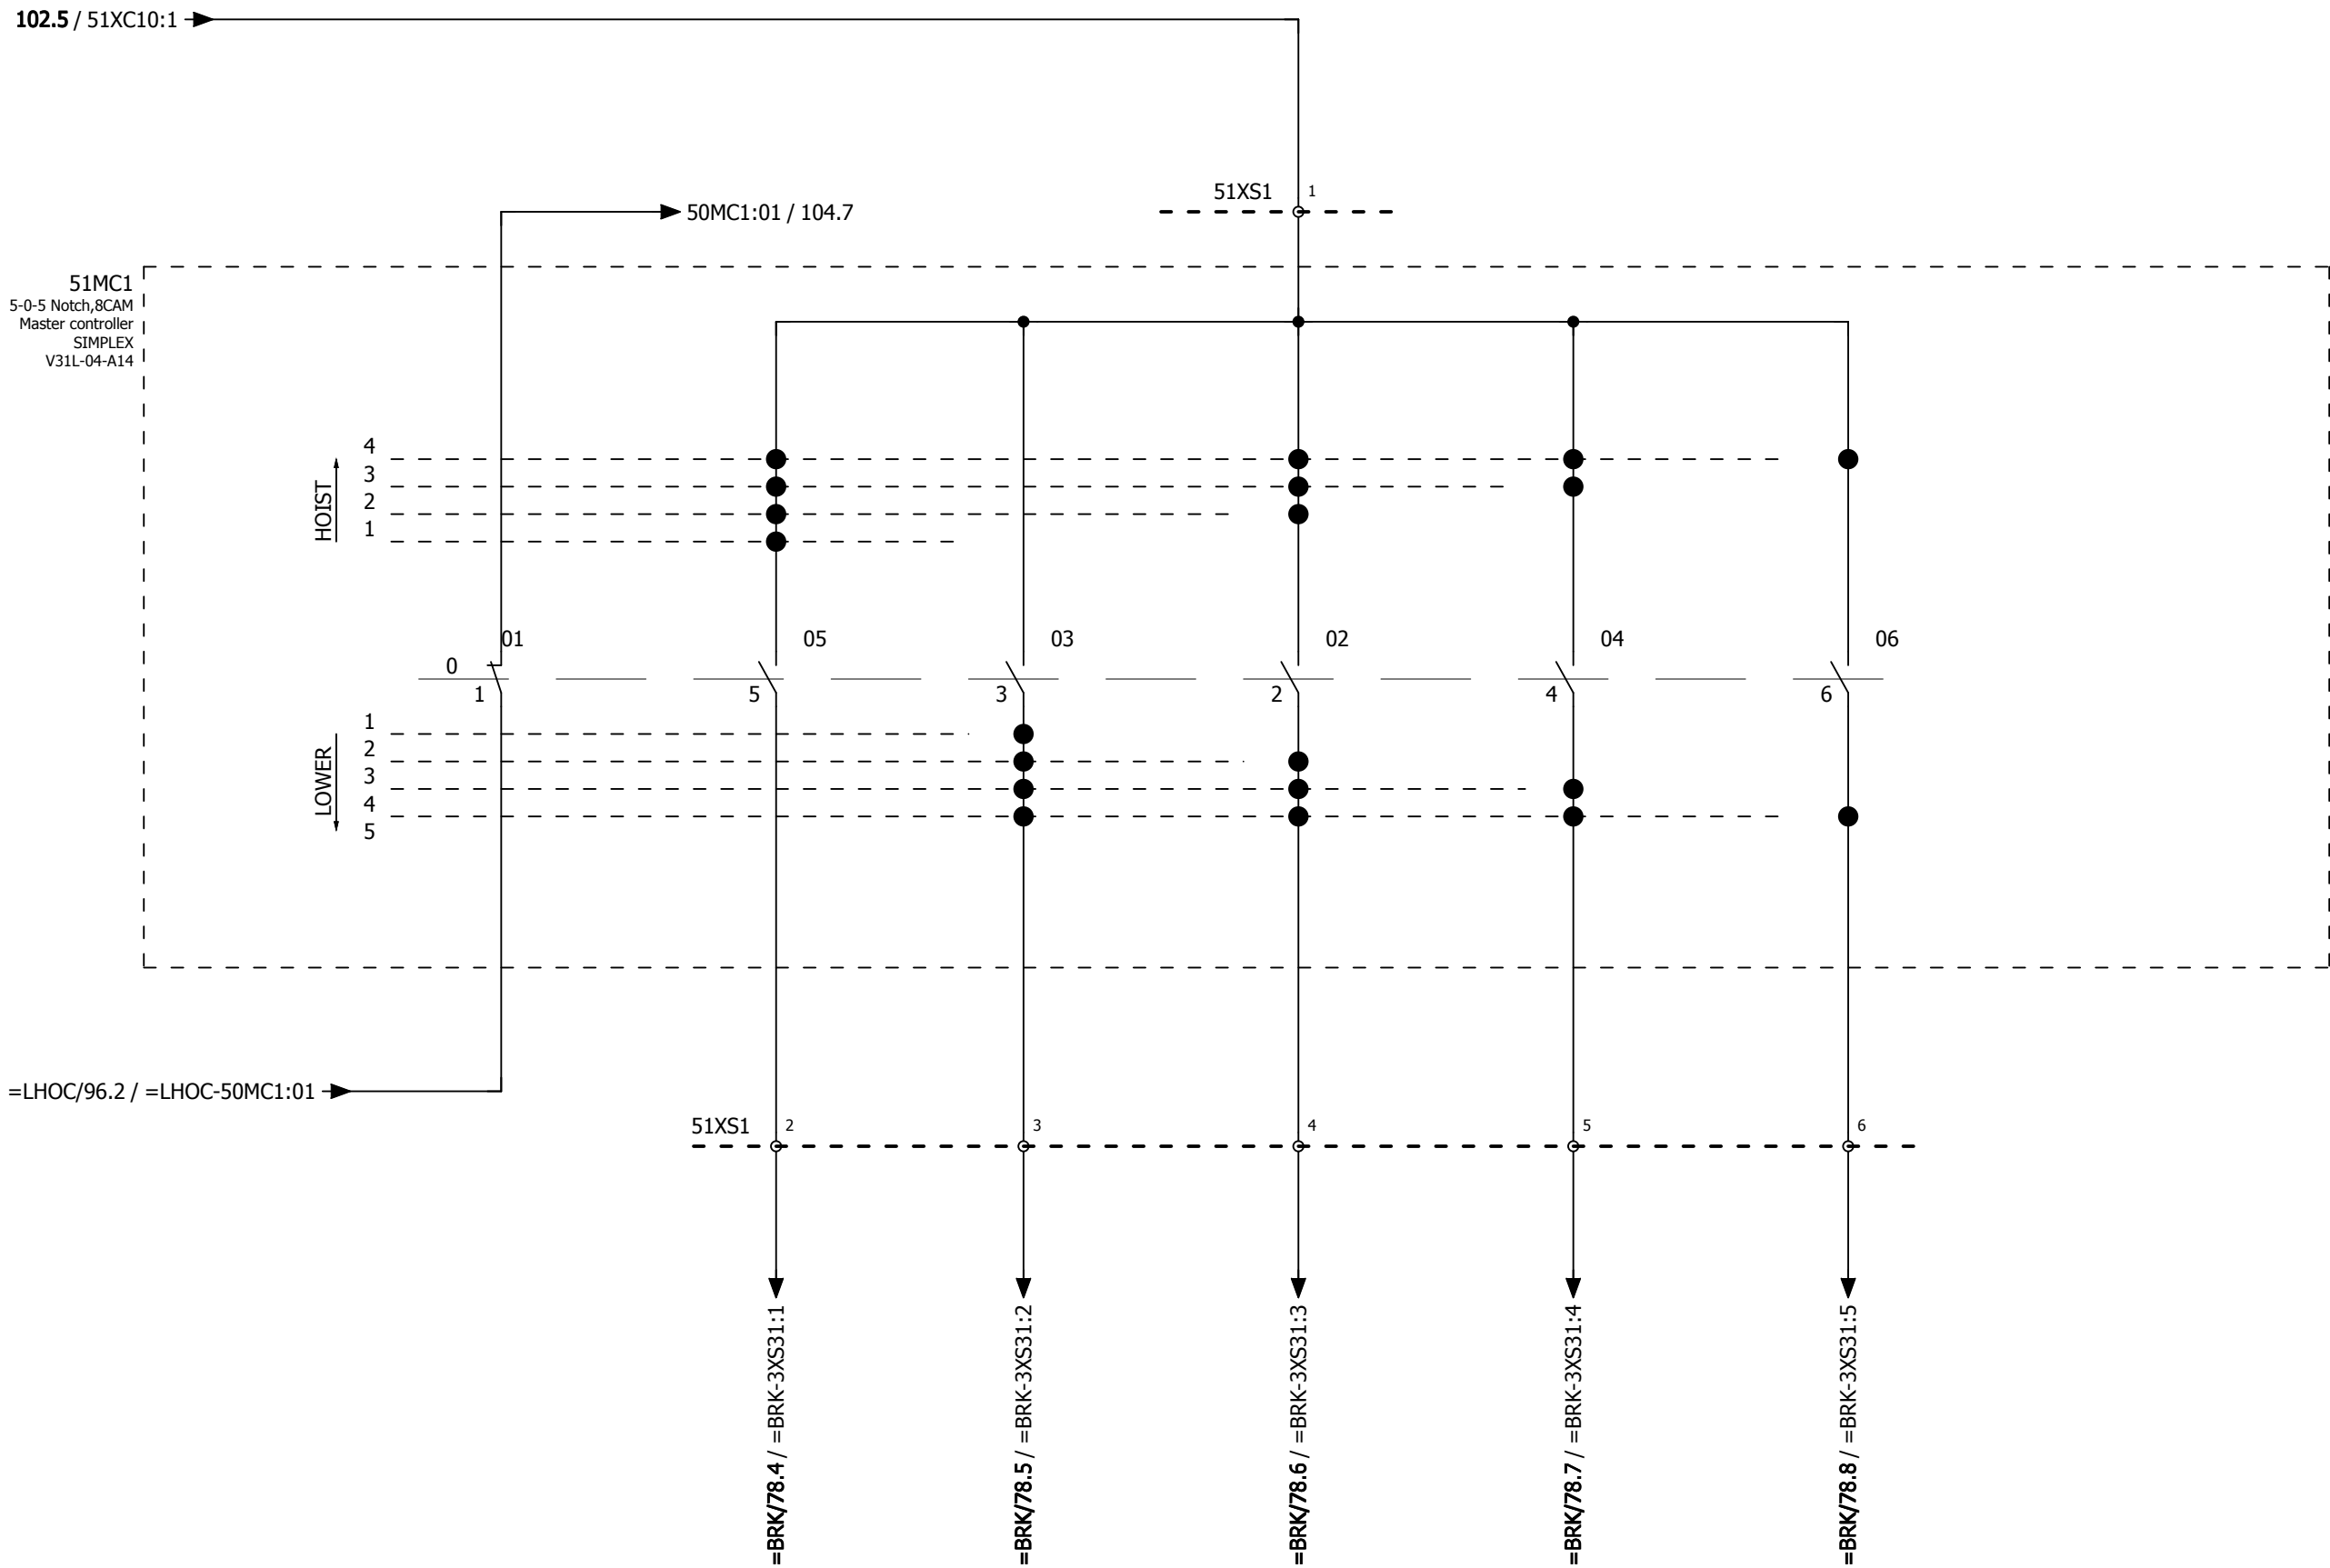 102.5 / 51XC10:1
51XS1 1
50MC1:01 / 104.7
51MC1
5-0-5 Notch,8CAM
Master controller
SIMPLEX
V31L-04-A14
HOIST
4
3
2
1
01
05
03
02
04
06
0
1
5
3
2
4
6
LOWER
1
2
3
4
5
=LHOC/96.2 / =LHOC-50MC1:01
51XS1 2 3 4 5 6
=BRK/78.4 / =BRK-3XS31:1
=BRK/78.5 / =BRK-3XS31:2
=BRK/78.6 / =BRK-3XS31:3
=BRK/78.7 / =BRK-3XS31:4
=BRK/78.8 / =BRK-3XS31:5